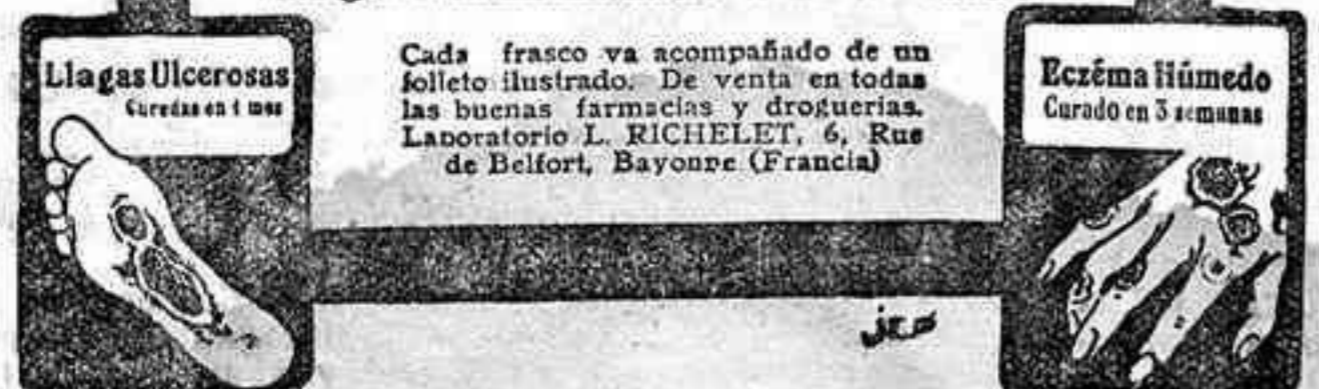 Llagas Ulcerosas
Curedas en 1 mes
Cada frasco va acompañado de un
folleto ilustrado. De venta en todas
las buenas farmacias y droguerias.
Laboratorio L. RICHELET, 6, Rue
de Belfort, Bayonne (Francia)
Eczéma Húmedo
Curado en 3 semanas